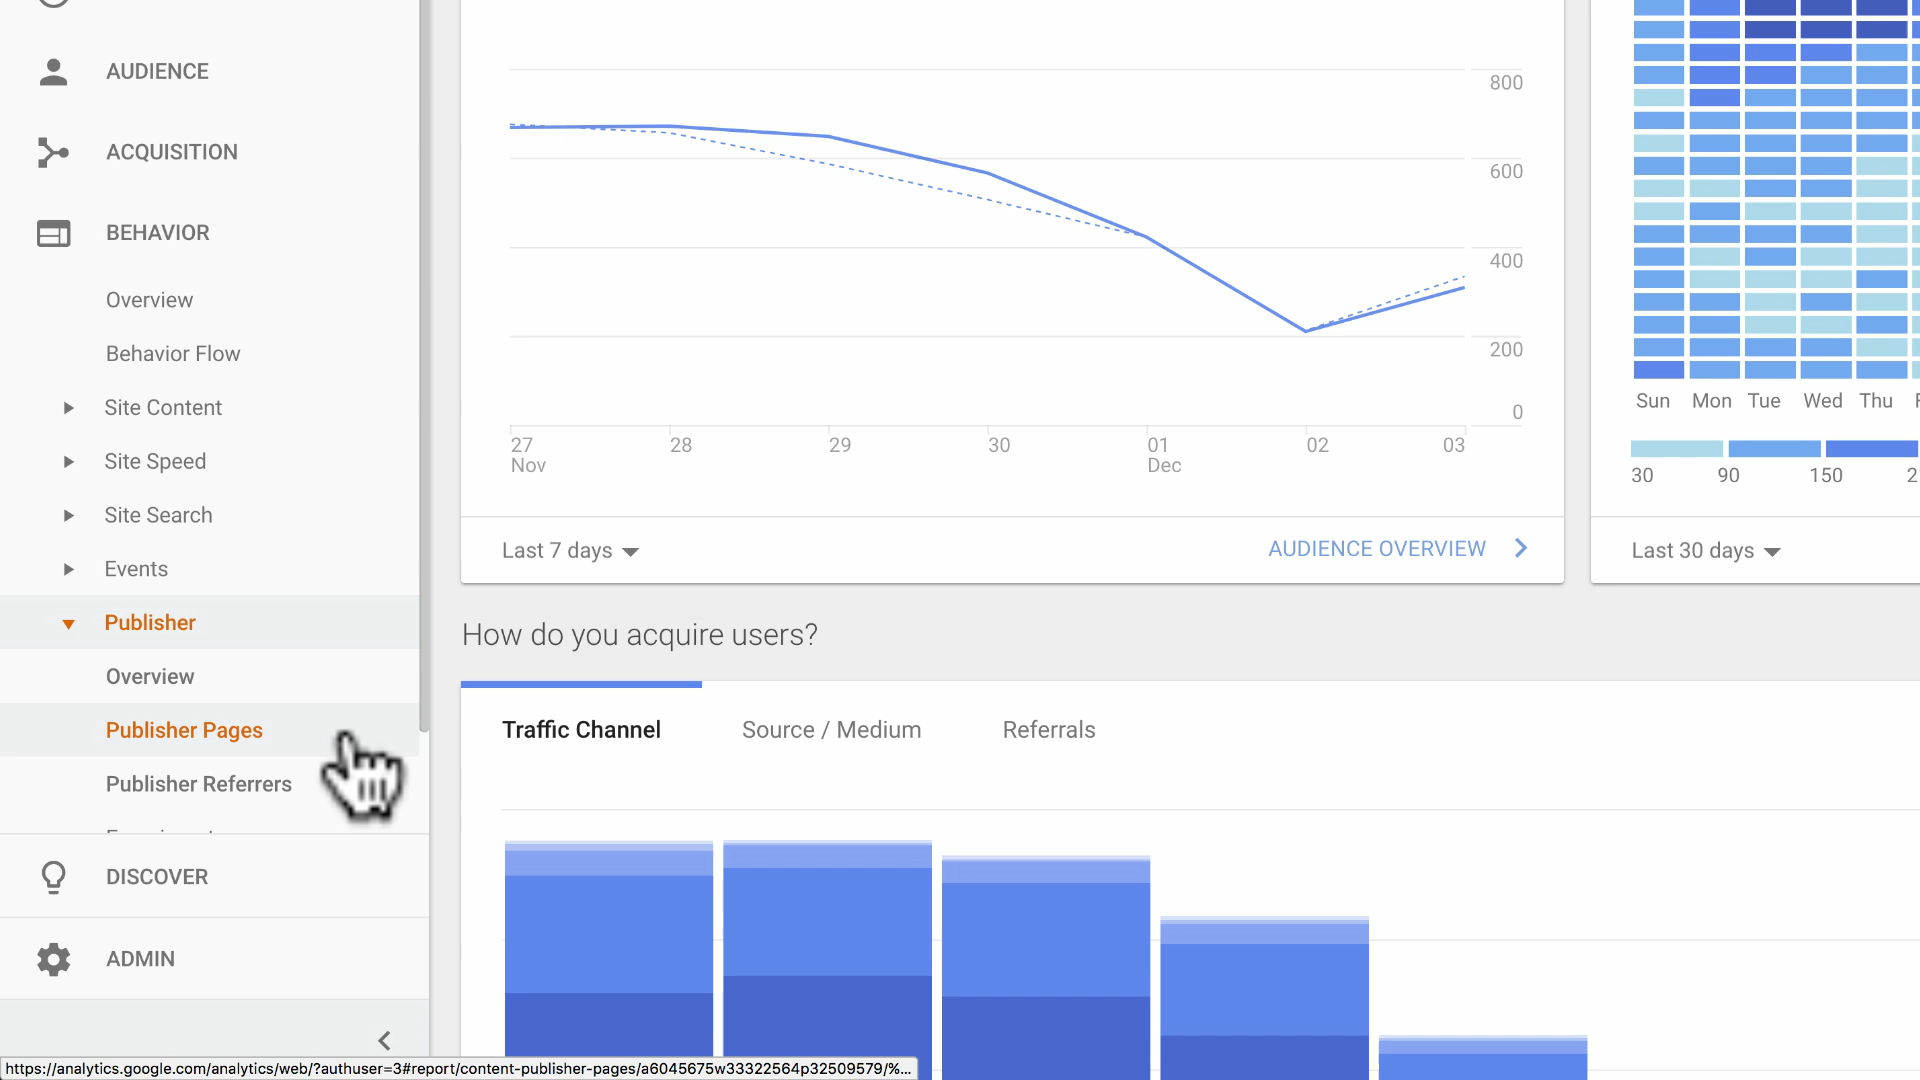 AUDIENCE
ACQUISITION
BEHAVIOR
Overview
Behavior Flow
Site Content
Site Speed
Site Search
Events
Publisher
Overview
Publisher Pages
Publisher Referrers
DISCOVER
ADMIN
https://analytics.google.com/analytics/web/?authuser=3#report/content-publisher-pages/a6045675w33322564p32509579/%...
800
600
400
200
0
27 28 29 30 01 02 03
Nov Dec
Last 7 days
AUDIENCE OVERVIEW
Sun Mon Tue Wed Thu
30 90 150
Last 30 days
How do you acquire users?
Traffic Channel Source / Medium Referrals